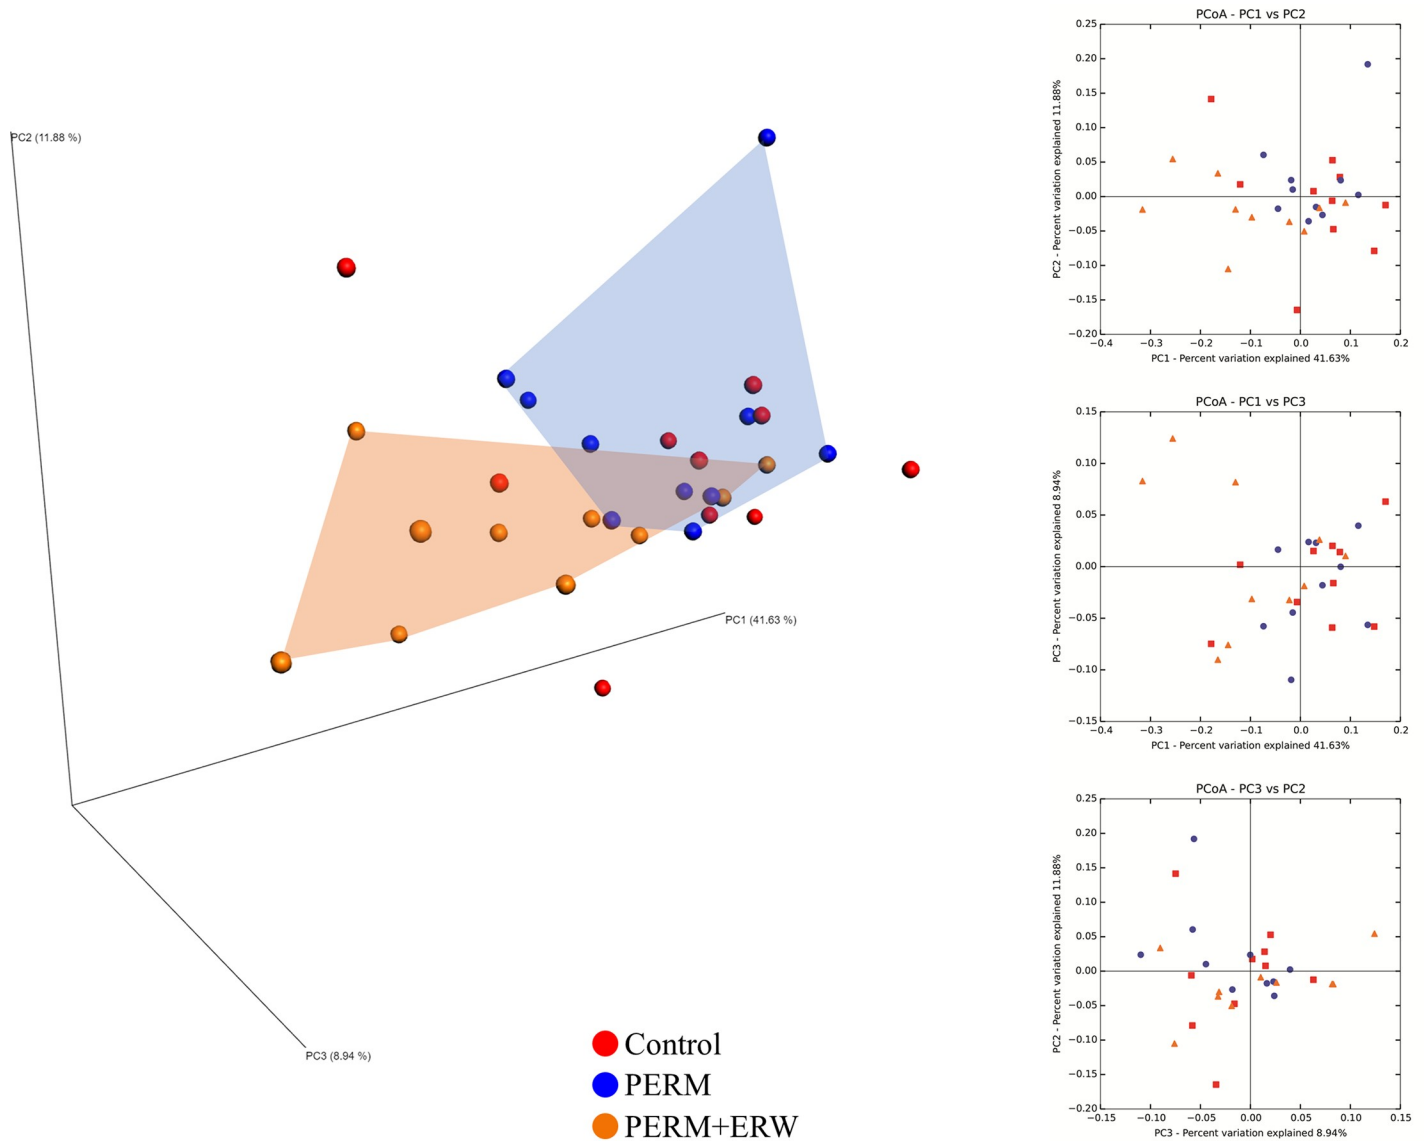 PC2 (11.88 %)
PC1 (41.63 %)
PC3 (8.94 %)
Control
PERM
PERM+ERW
PCoA - PC1 vs PC2
PC2 - Percent variation explained 11.88%
0.25
0.20
0.15
0.10
0.05
0.00
−0.05
−0.10
−0.15
−0.20
−0.4 −0.3 −0.2 −0.1 0.0 0.1 0.2
PC1 - Percent variation explained 41.63%
PCoA - PC1 vs PC3
PC3 - Percent variation explained 8.94%
0.15
0.10
0.05
0.00
−0.05
−0.10
−0.15
−0.4 −0.3 −0.2 −0.1 0.0 0.1 0.2
PC1 - Percent variation explained 41.63%
PCoA - PC3 vs PC2
PC2 - Percent variation explained 11.88%
0.25
0.20
0.15
0.10
0.05
0.00
−0.05
−0.10
−0.15
−0.20
−0.15 −0.10 −0.05 0.00 0.05 0.10 0.15
PC3 - Percent variation explained 8.94%